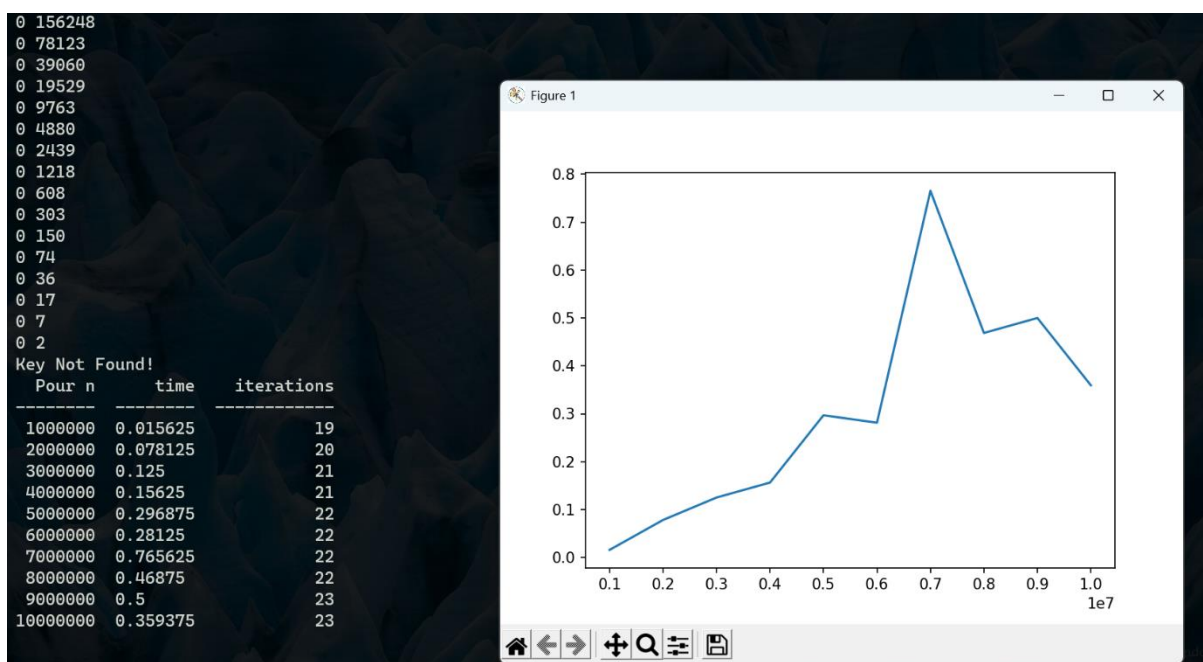 0 156248
0 78123
0 39060
0 19529
0 9763
0 4880
0 2439
0 1218
0 608
0 303
0 150
0 74
0 36
0 17
0 7
0 2
Key Not Found!
Pour n time iterations
-------- -------- ------------
1000000 0.015625 19
2000000 0.078125 20
3000000 0.125 21
4000000 0.15625 21
5000000 0.296875 22
6000000 0.28125 22
7000000 0.765625 22
8000000 0.46875 22
9000000 0.5 23
10000000 0.359375 23
Figure 1
0.8
0.7
0.6
0.5
0.4
0.3
0.2
0.1
0.0
0.1 0.2 0.3 0.4 0.5 0.6 0.7 0.8 0.9 1.0
1e7